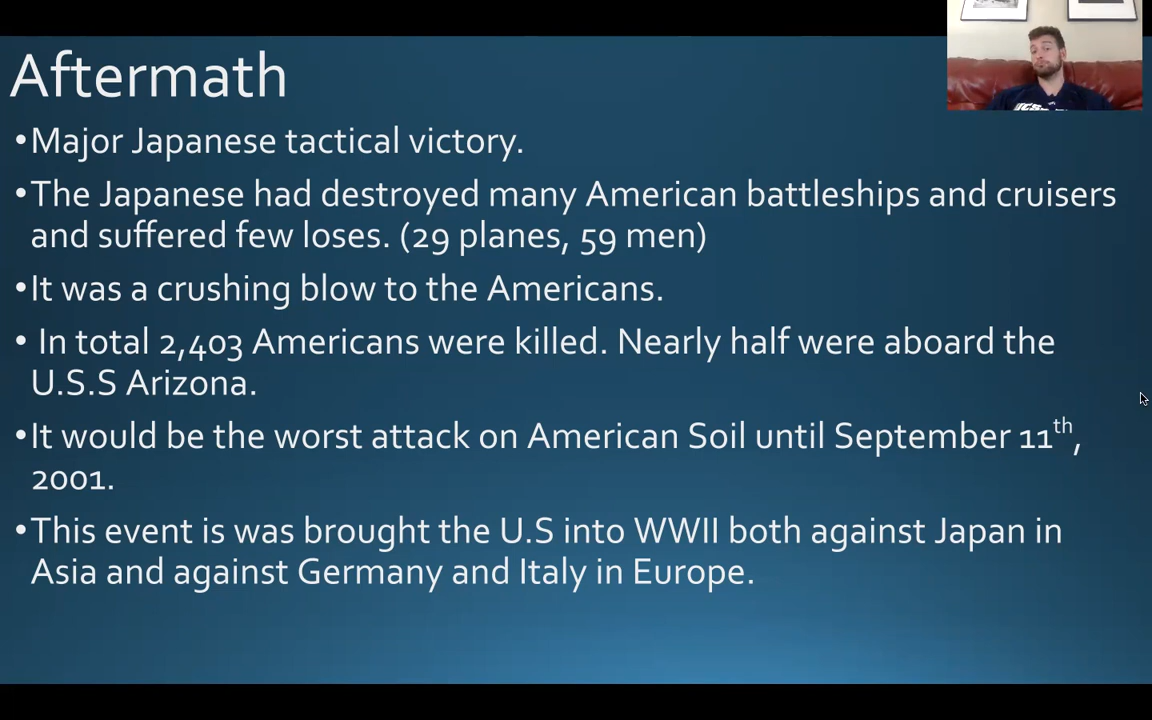 Aftermath
•Major Japanese tactical victory.
•The Japanese had destroyed many American battleships and cruisers
and suffered few loses. (29 planes, 59 men)
•It was a crushing blow to the Americans.
• In total 2,403 Americans were killed. Nearly half were aboard the
U.S.S Arizona.
•It would be the worst attack on American Soil until September 11th,
2001.
•This event is was brought the U.S into WWII both against Japan in
Asia and against Germany and Italy in Europe.